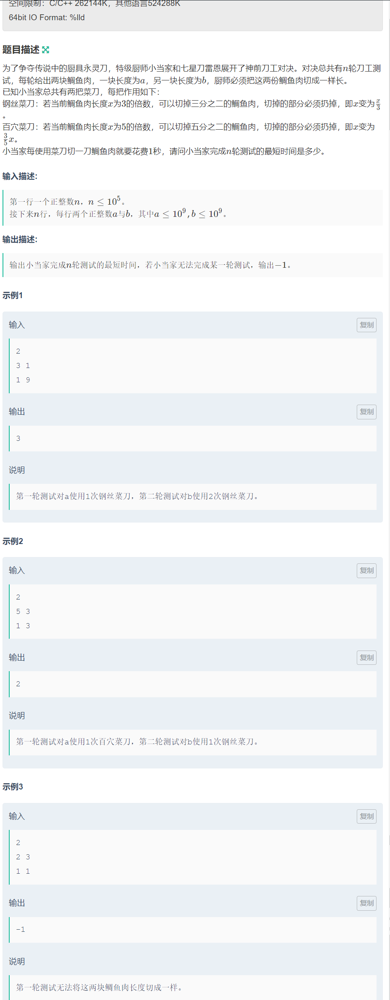 空间限制：C/C++ 262144K，其他语言524288K
64bit IO Format: %lld
题目描述
为了争夺传说中的厨具永灵刀，特级厨师小当家和七星刀雷恩展开了神前刀工对决。对决总共有n轮刀工测
试，每轮给出两块鲷鱼肉，一块长度为a，另一块长度为b，厨师必须把这两份鲷鱼肉切成一样长。
已知小当家总共有两把菜刀，每把作用如下：
钢丝菜刀：若当前鲷鱼肉长度x为3的倍数，可以切掉三分之二的鲷鱼肉，切掉的部分必须扔掉，即x变为x/3
。
百穴菜刀：若当前鲷鱼肉长度x为5的倍数，可以切掉五分之二的鲷鱼肉，切掉的部分必须扔掉，即x变为
3/5 x。
小当家每使用菜刀切一刀鲷鱼肉就要花费1秒，请问小当家完成n轮测试的最短时间是多少。
输入描述:
第一行一个正整数n，n ≤ 10^5。
接下来n行，每行两个正整数a与b，其中a ≤ 10^9, b ≤ 10^9。
输出描述:
输出小当家完成n轮测试的最短时间，若小当家无法完成某一轮测试，输出−1。
示例1
输入
复制
2
3 1
1 9
输出
复制
3
说明
第一轮测试对a使用1次钢丝菜刀，第二轮测试对b使用2次钢丝菜刀。
示例2
输入
复制
2
5 3
1 3
输出
复制
2
说明
第一轮测试对a使用1次百穴菜刀，第二轮测试对b使用1次钢丝菜刀。
示例3
输入
复制
2
2 3
1 1
输出
复制
-1
说明
第一轮测试无法将这两块鲷鱼肉长度切成一样。